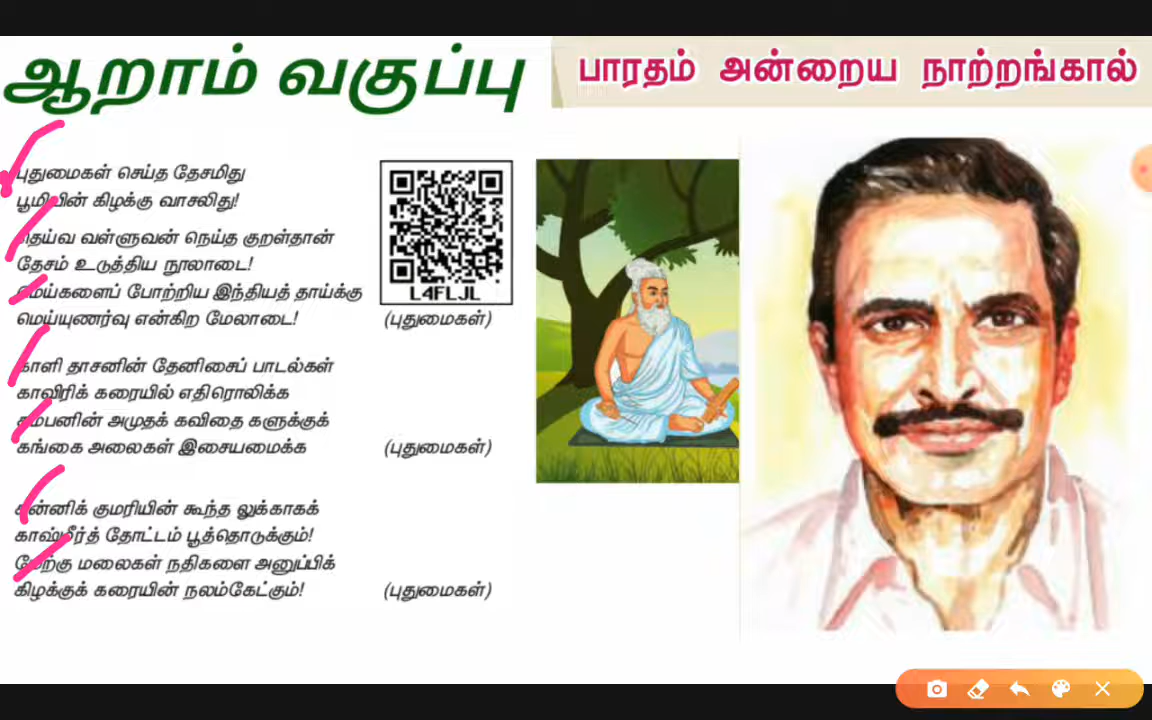 ஆறாம் வகுப்பு
பாரதம் அன்றைய நாற்றங்கால்
புதுமைகள் செய்த தேசமிது
பூமியின் கிழக்கு வாசலிது!
தெய்வ வள்ளுவன் நெய்த குறள்தான்
தேசம் உடுத்திய நூலாடை!
மெய்களைப் போற்றிய இந்தியத் தாய்க்கு
மெய்யுணர்வு என்கிற மேலாடை! (புதுமைகள்)
காளி தாசனின் தேனிசைப் பாடல்கள்
காவிரிக் கரையில் எதிரொலிக்க
கம்பனின் அமுதக் கவிதை களுக்குக்
கங்கை அலைகள் இசையமைக்க (புதுமைகள்)
கன்னிக் குமரியின் கூந்த லுக்காகக்
காஷ்மீர்த் தோட்டம் பூத்தொடுக்கும்!
மேற்கு மலைகள் நதிகளை அனுப்பிக்
கிழக்குக் கரையின் நலம்கேட்கும்! (புதுமைகள்)
L4FLJL